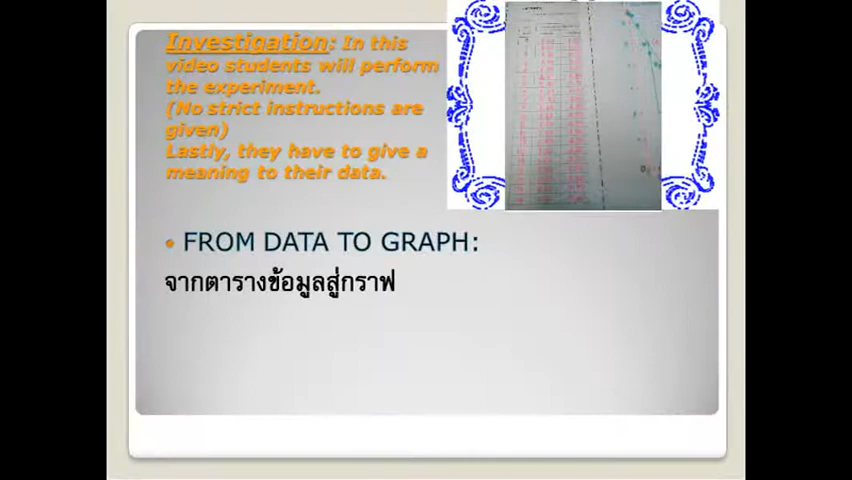 Investigation: In this
video students will perform
the experiment.
(No strict instructions are
given)
Lastly, they have to give a
meaning to their data.
• FROM DATA TO GRAPH:
จากตารางข้อมูลสู่กราฟ